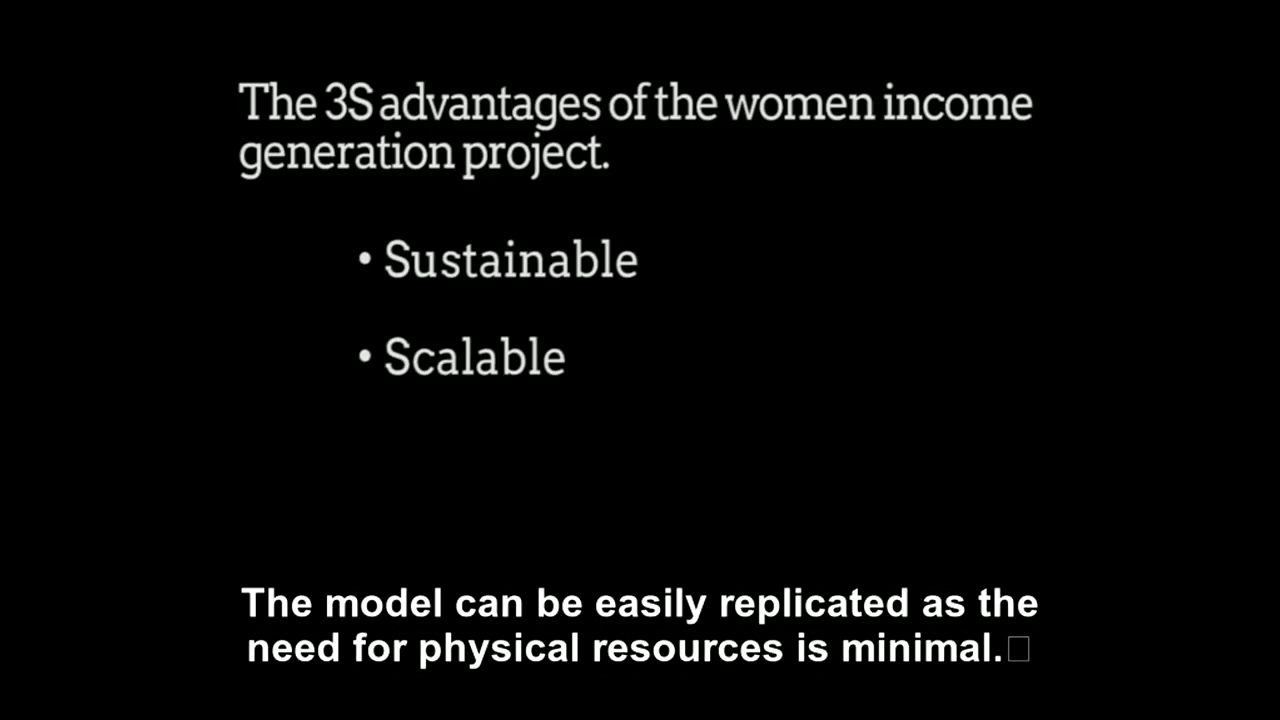 The 3S advantages of the women income
generation project.
• Sustainable
• Scalable
The model can be easily replicated as the
need for physical resources is minimal.